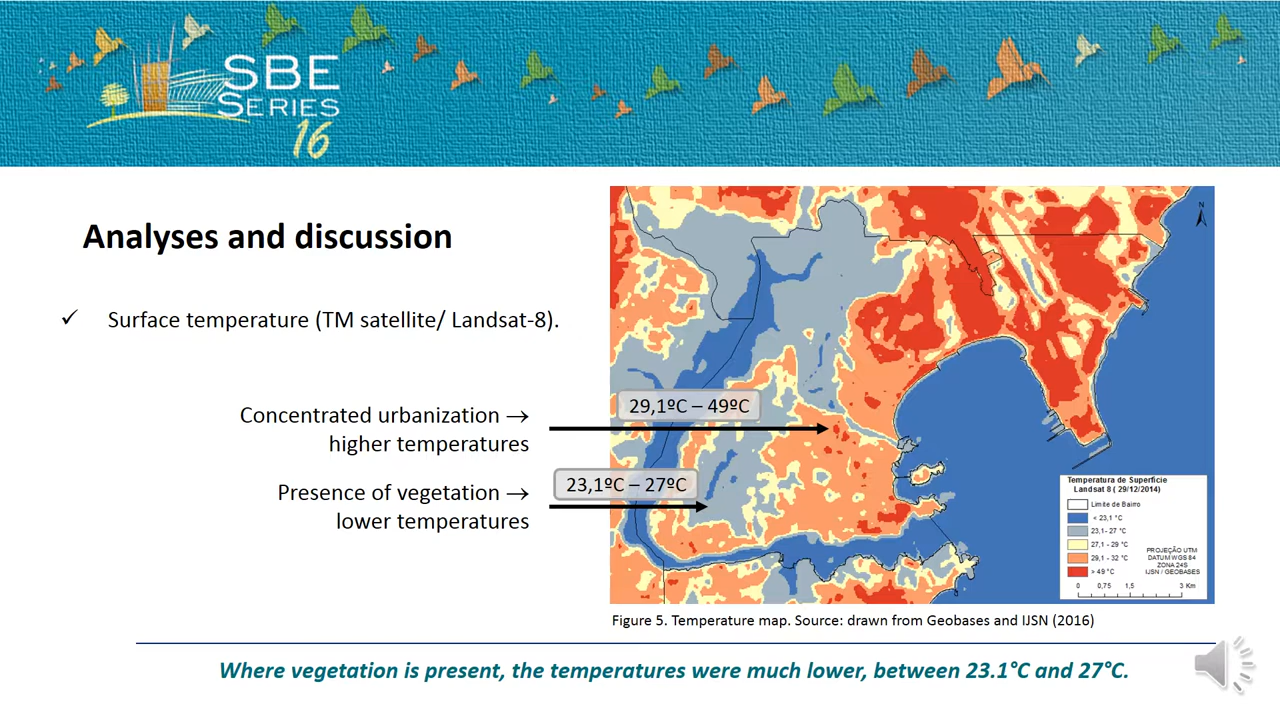 SBE
SERIES
16
Analyses and discussion
✓ Surface temperature (TM satellite/ Landsat-8).
Concentrated urbanization →
higher temperatures
Presence of vegetation →
lower temperatures
29,1ºC – 49ºC
23,1ºC – 27ºC
N
Temperatura de Superfície
Landsat 8 ( 29/12/2014)
Limite de Bairro
< 23,1 °C
23,1- 27 °C
27,1 - 29 °C
29,1 - 32 °C
> 49 °C
PROJEÇÃO UTM
DATUM WGS 84
ZONA 24S
IJSN / GEOBASES
0 0,75 1,5 3 Km
Figure 5. Temperature map. Source: drawn from Geobases and IJSN (2016)
Where vegetation is present, the temperatures were much lower, between 23.1°C and 27°C.